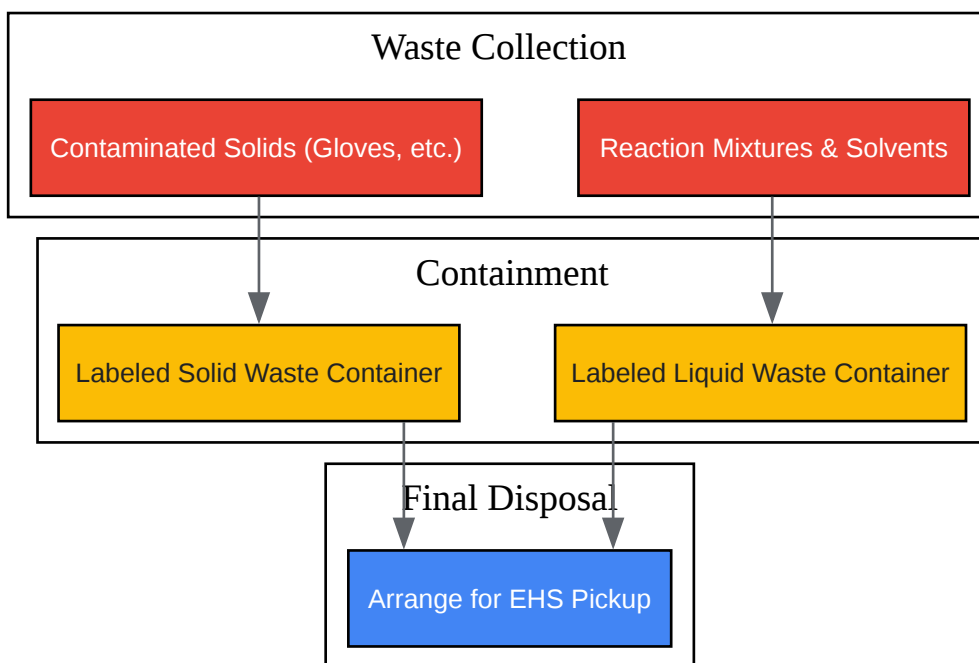 Waste Collection
Contaminated Solids (Gloves, etc.)
Reaction Mixtures & Solvents
Containment
Labeled Solid Waste Container
Labeled Liquid Waste Container
Final Disposal
Arrange for EHS Pickup